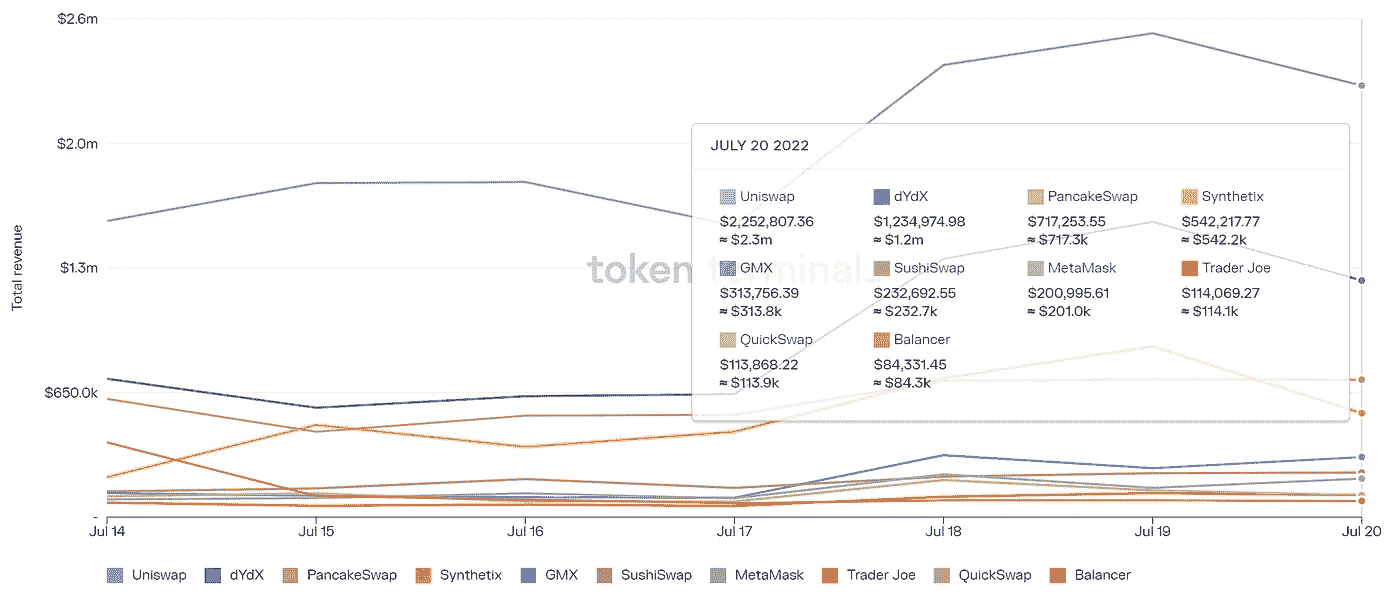 $2.6m
$2.0m
$1.3m
$650.0k
-
Total revenue
token terminal
JULY 20 2022
Uniswap dYdX PancakeSwap Synthetix
$2,252,807.36 $1,234,974.98 $717,253.55 $542,217.77
≈ $2.3m ≈ $1.2m ≈ $717.3k ≈ $542.2k
GMX SushiSwap MetaMask Trader Joe
$313,756.39 $232,692.55 $200,995.61 $114,069.27
≈ $313.8k ≈ $232.7k ≈ $201.0k ≈ $114.1k
QuickSwap Balancer
$113,868.22 $84,331.45
≈ $113.9k ≈ $84.3k
Jul 14 Jul 15 Jul 16 Jul 17 Jul 18 Jul 19 Jul 20
Uniswap dYdX PancakeSwap Synthetix GMX SushiSwap MetaMask Trader Joe QuickSwap Balancer